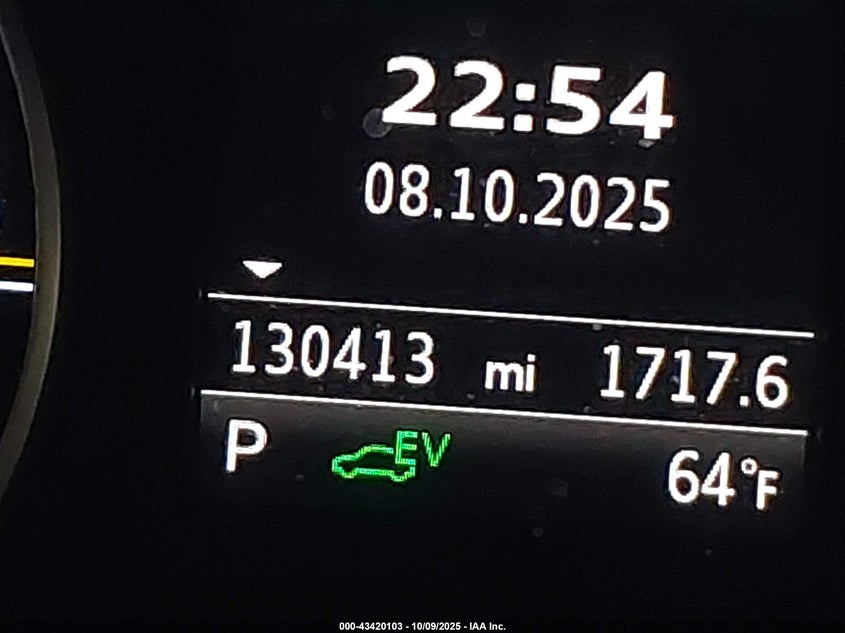 22:54
08.10.2025
130413 mi 1717.6
P EV 64°F
000-43420103 - 10/09/2025 - IAA Inc.